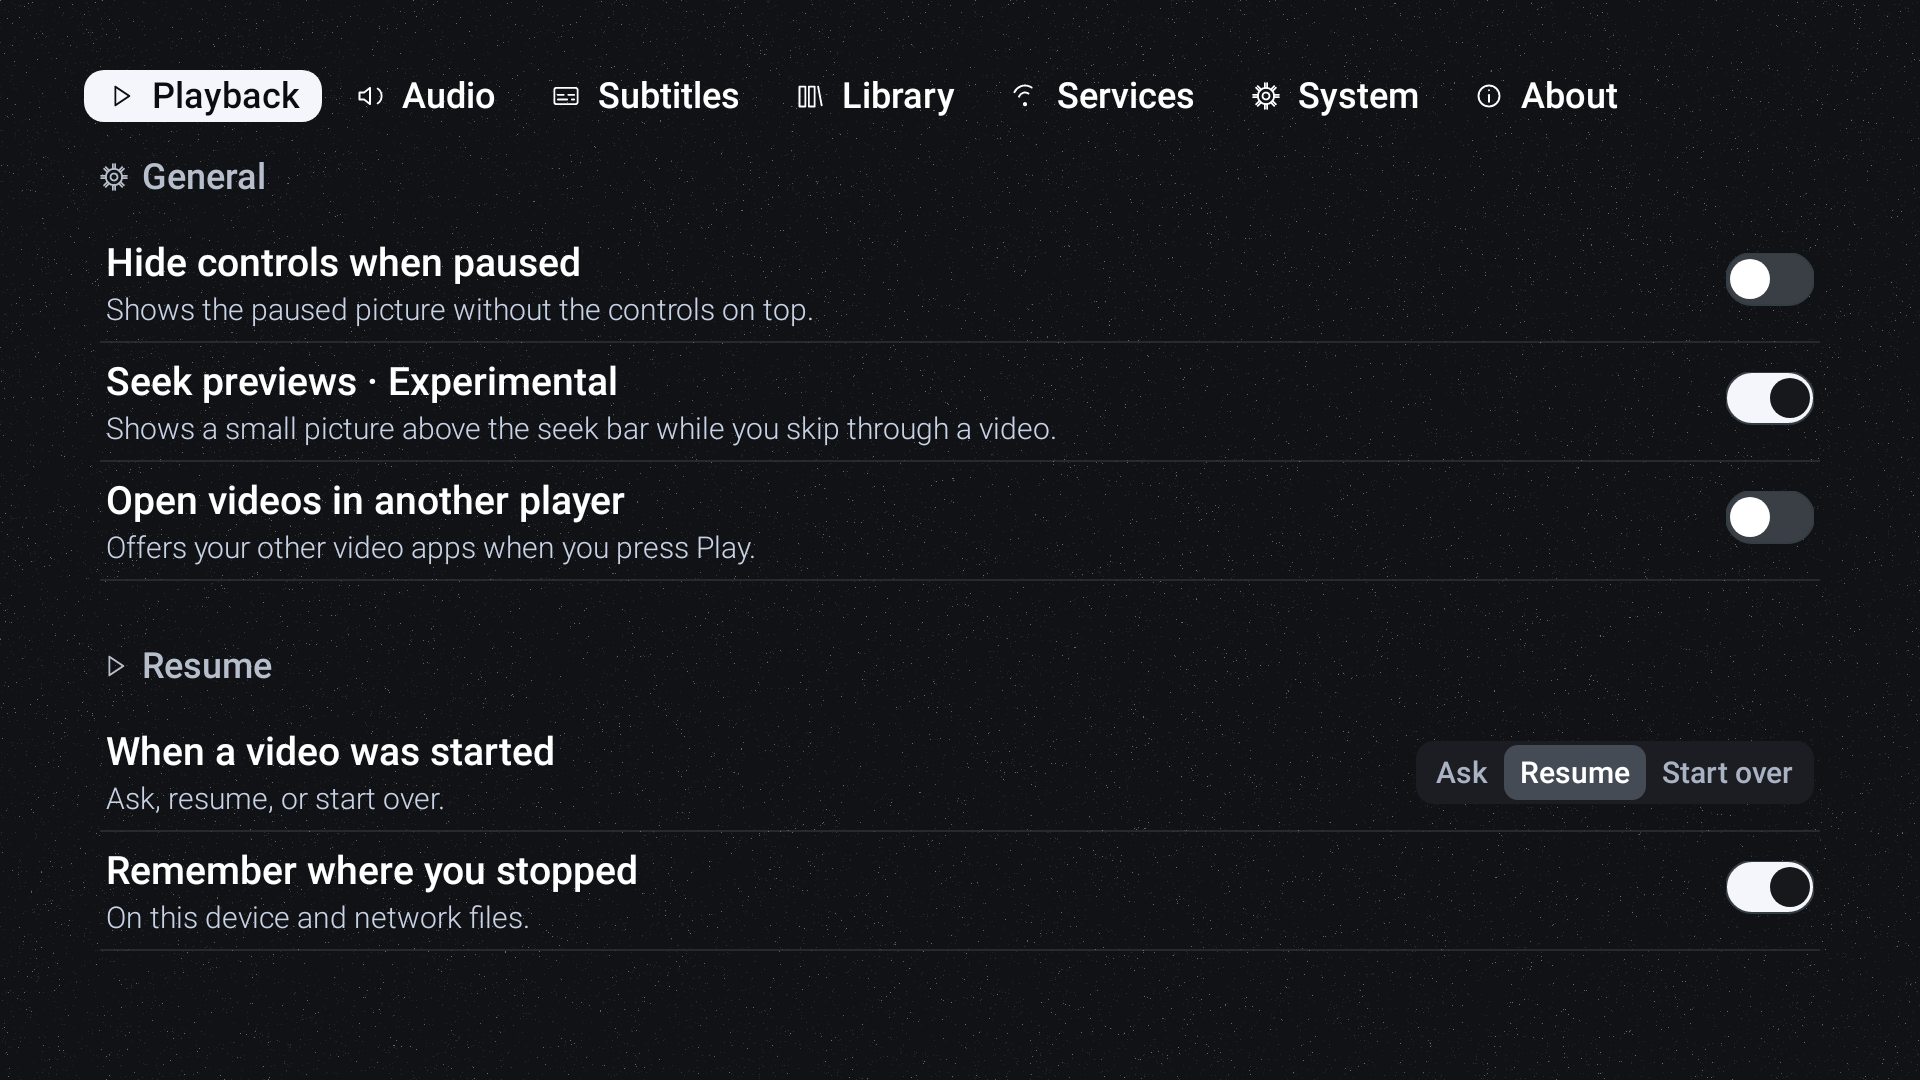 Playback Audio Subtitles Library Services System About
General
Hide controls when paused
Shows the paused picture without the controls on top.
Seek previews · Experimental
Shows a small picture above the seek bar while you skip through a video.
Open videos in another player
Offers your other video apps when you press Play.
Resume
When a video was started
Ask, resume, or start over.
Ask Resume Start over
Remember where you stopped
On this device and network files.